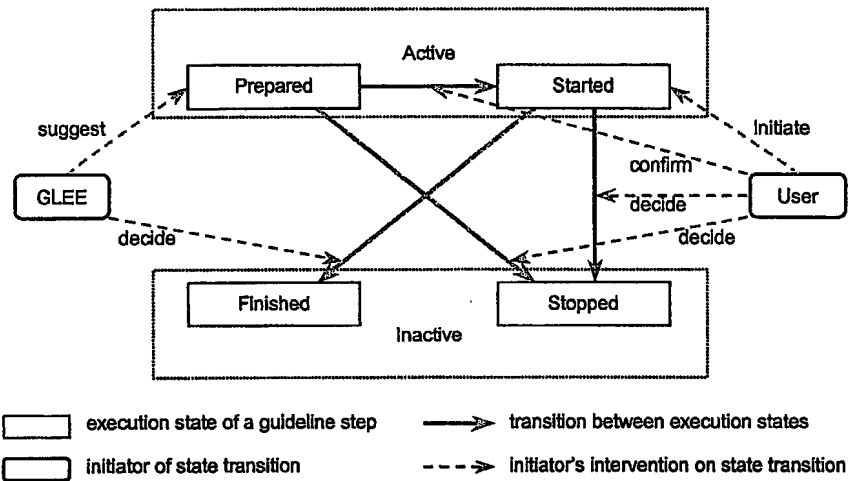 Active
Prepared
Started
suggest
Initiate
confirm
GLEE
User
decide
decide
decide
Finished
Stopped
Inactive
execution state of a guideline step
transition between execution states
initiator of state transition
initiator's intervention on state transition